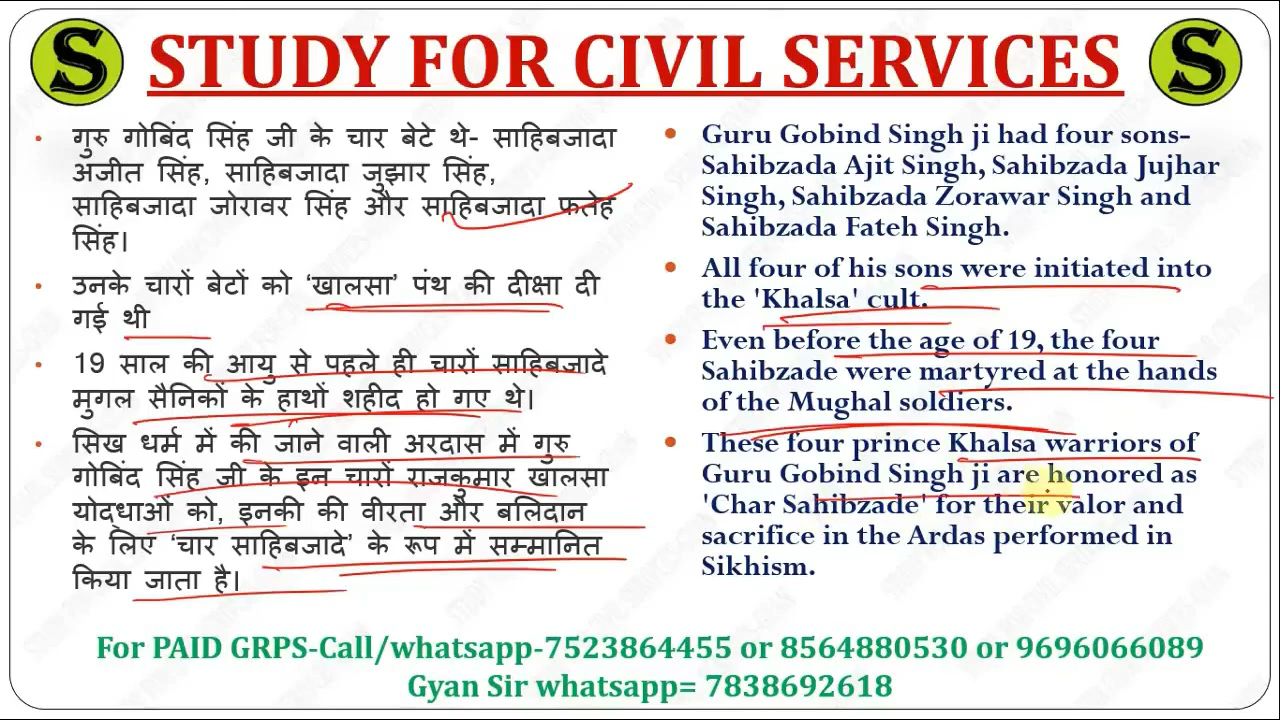 S STUDY FOR CIVIL SERVICES S
• गुरु गोबिंद सिंह जी के चार बेटे थे- साहिबजादा
अजीत सिंह, साहिबजादा जुझार सिंह,
साहिबजादा जोरावर सिंह और साहिबजादा फतेह
सिंह।
• उनके चारों बेटों को ‘खालसा’ पंथ की दीक्षा दी
गई थी
• 19 साल की आयु से पहले ही चारों साहिबजादे
मुगल सैनिकों के हाथों शहीद हो गए थे।
• सिख धर्म में की जाने वाली अरदास में गुरु
गोबिंद सिंह जी के इन चारों राजकुमार खालसा
योद्धाओं को, इनकी की वीरता और बलिदान
के लिए ‘चार साहिबजादे’ के रूप में सम्मानित
किया जाता है।
• Guru Gobind Singh ji had four sons-
Sahibzada Ajit Singh, Sahibzada Jujhar
Singh, Sahibzada Zorawar Singh and
Sahibzada Fateh Singh.
• All four of his sons were initiated into
the 'Khalsa' cult.
• Even before the age of 19, the four
Sahibzade were martyred at the hands
of the Mughal soldiers.
• These four prince Khalsa warriors of
Guru Gobind Singh ji are honored as
'Char Sahibzade' for their valor and
sacrifice in the Ardas performed in
Sikhism.
For PAID GRPS-Call/whatsapp-7523864455 or 8564880530 or 9696066089
Gyan Sir whatsapp= 7838692618